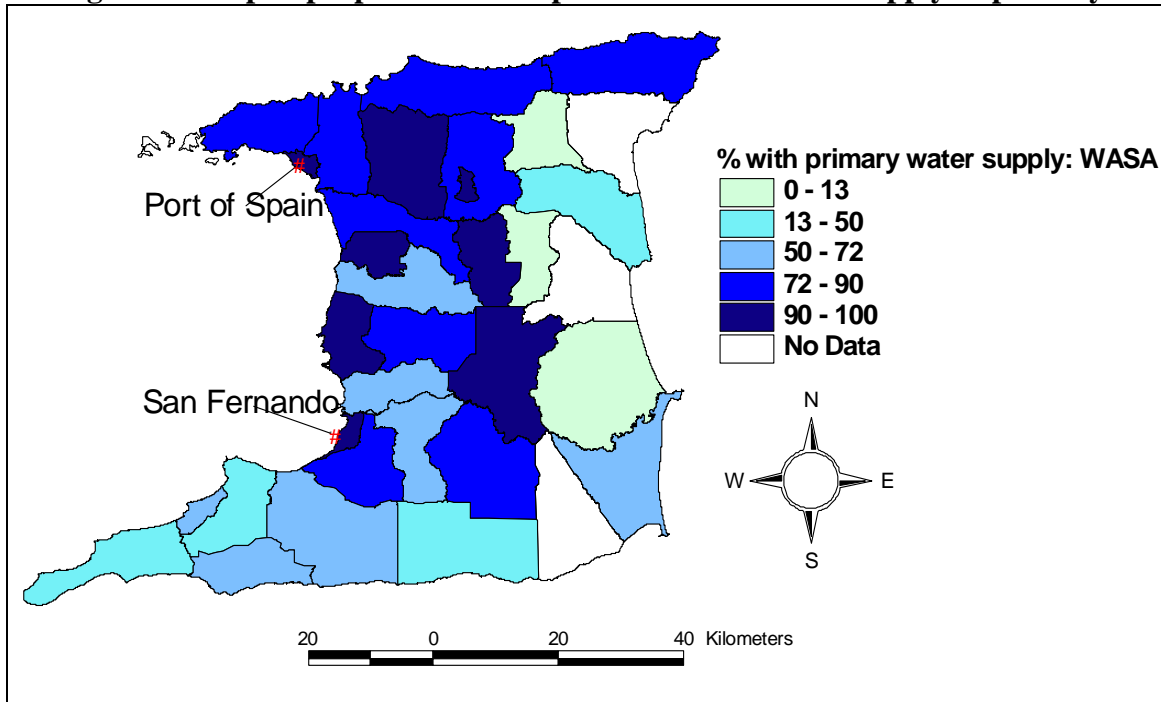 % with primary water supply: WASA
0 - 13
13 - 50
50 - 72
72 - 90
90 - 100
No Data
Port of Spain
San Fernando
N
W E
S
20 0 20 40 Kilometers